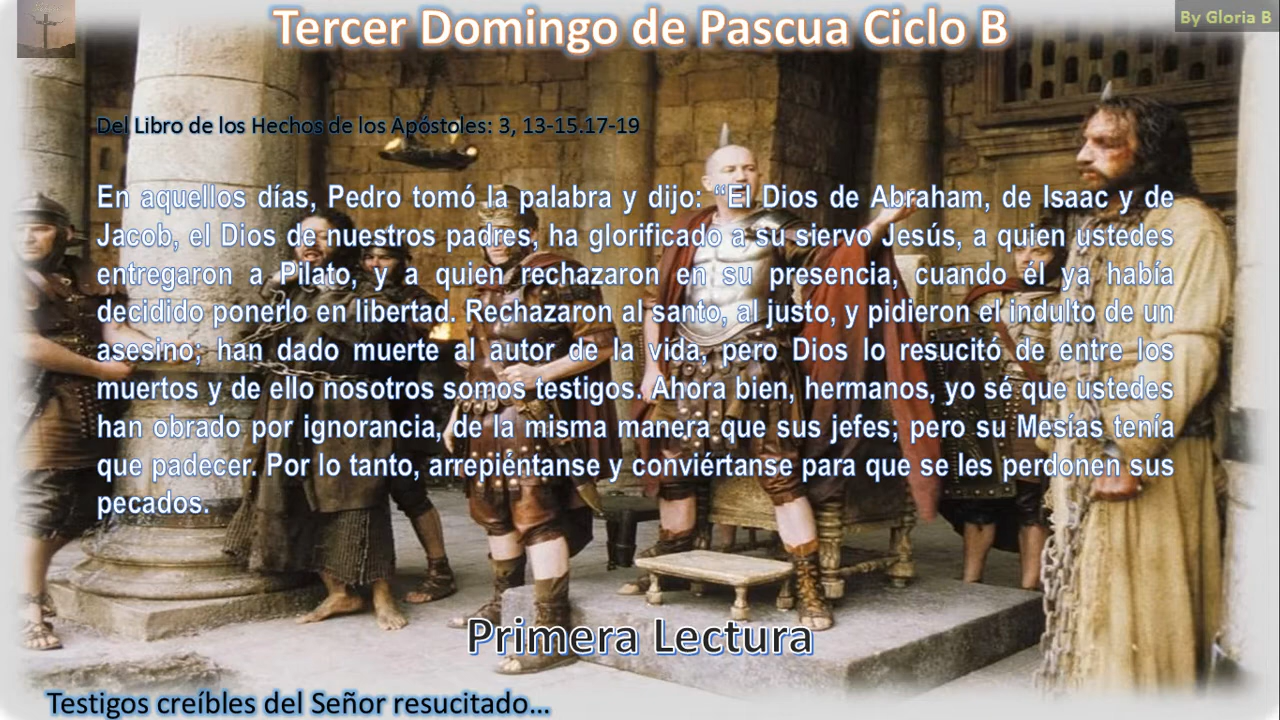 Tercer Domingo de Pascua Ciclo B
By Gloria B
Del Libro de los Hechos de los Apóstoles: 3, 13-15.17-19
En aquellos días, Pedro tomó la palabra y dijo: “El Dios de Abraham, de Isaac y de
Jacob, el Dios de nuestros padres, ha glorificado a su siervo Jesús, a quien ustedes
entregaron a Pilato, y a quien rechazaron en su presencia, cuando él ya había
decidido ponerlo en libertad. Rechazaron al santo, al justo, y pidieron el indulto de un
asesino; han dado muerte al autor de la vida, pero Dios lo resucitó de entre los
muertos y de ello nosotros somos testigos. Ahora bien, hermanos, yo sé que ustedes
han obrado por ignorancia, de la misma manera que sus jefes; pero su Mesías tenía
que padecer. Por lo tanto, arrepiéntanse y conviértanse para que se les perdonen sus
pecados.
Primera Lectura
Testigos creíbles del Señor resucitado…